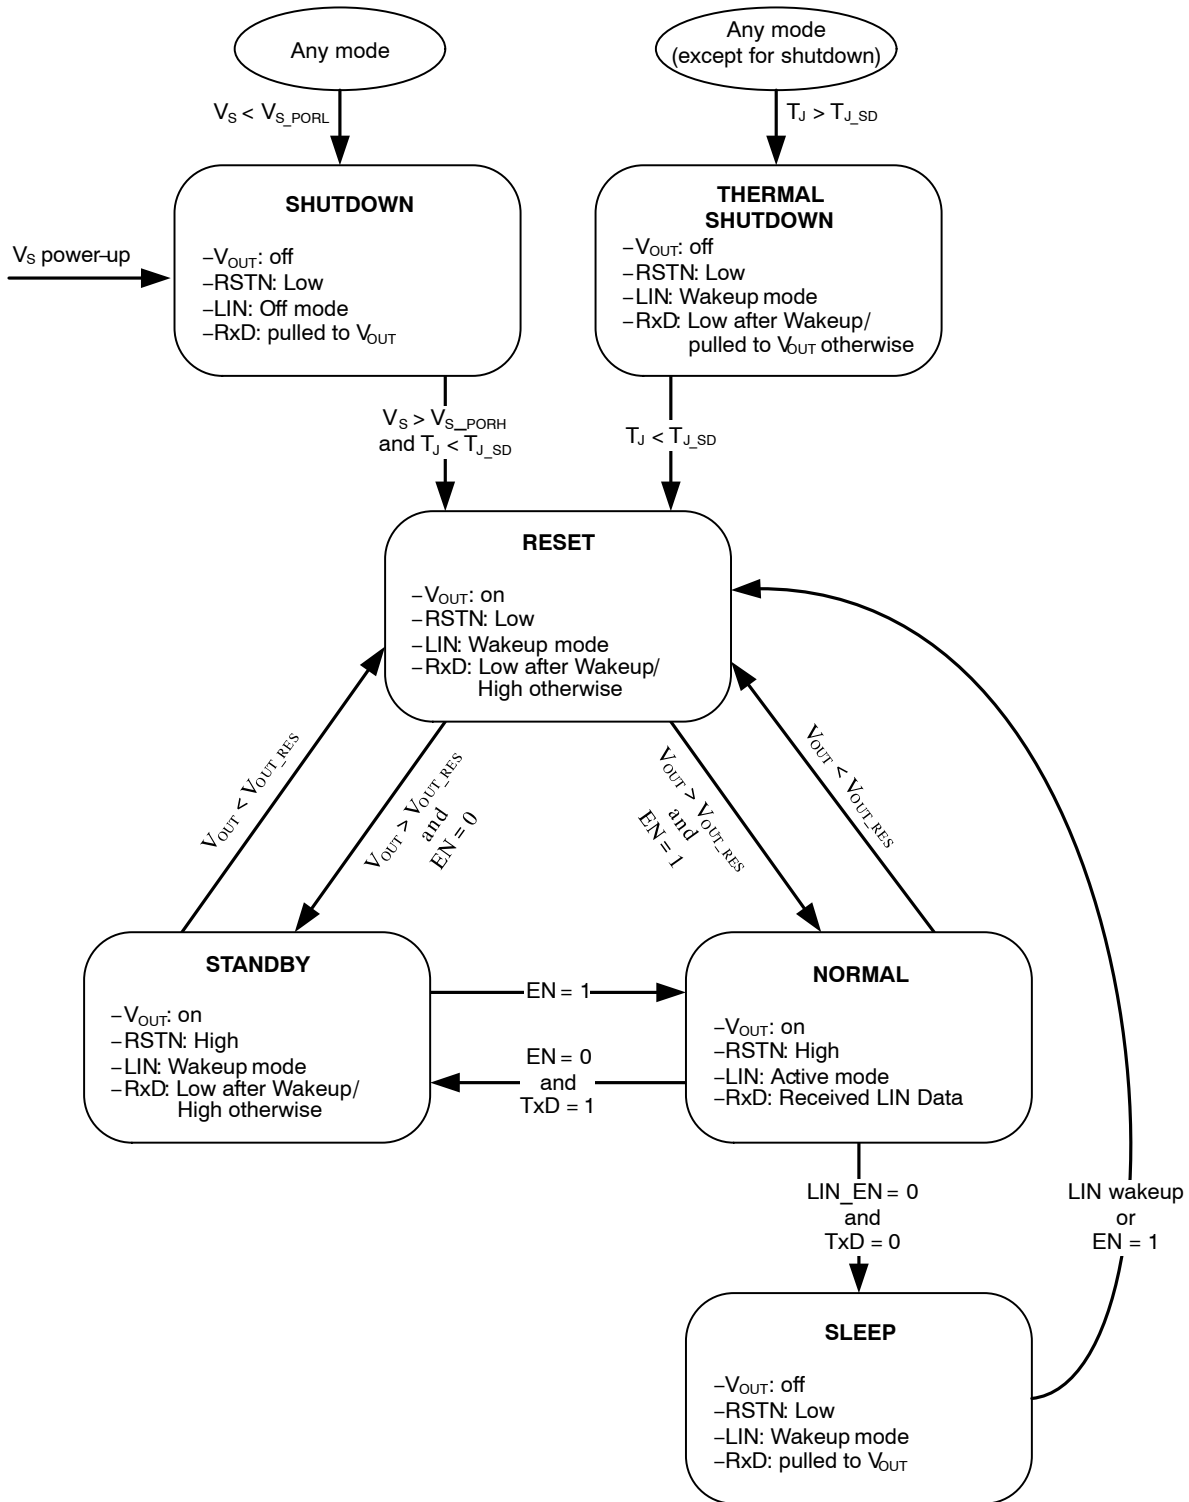 Any mode
Any mode
(except for shutdown)
V_S < V_S_PORL
T_J > T_J_SD
V_S power-up
SHUTDOWN
–V_OUT: off
–RSTN: Low
–LIN: Off mode
–RxD: pulled to V_OUT
THERMAL
SHUTDOWN
–V_OUT: off
–RSTN: Low
–LIN: Wakeup mode
–RxD: Low after Wakeup/
pulled to V_OUT otherwise
V_S > V_S_PORH
and T_J < T_J_SD
T_J < T_J_SD
RESET
–V_OUT: on
–RSTN: Low
–LIN: Wakeup mode
–RxD: Low after Wakeup/
High otherwise
V_OUT < V_OUT_RES
V_OUT > V_OUT_RES
and
EN = 0
V_OUT > V_OUT_RES
and
EN = 1
V_OUT < V_OUT_RES
STANDBY
–V_OUT: on
–RSTN: High
–LIN: Wakeup mode
–RxD: Low after Wakeup/
High otherwise
EN = 1
EN = 0
and
TxD = 1
NORMAL
–V_OUT: on
–RSTN: High
–LIN: Active mode
–RxD: Received LIN Data
LIN_EN = 0
and
TxD = 0
LIN wakeup
or
EN = 1
SLEEP
–V_OUT: off
–RSTN: Low
–LIN: Wakeup mode
–RxD: pulled to V_OUT